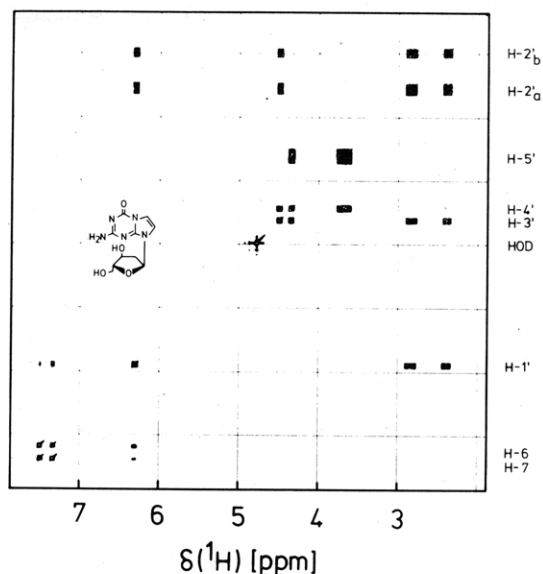 H-2'b
H-2'a
H-5'
H-4'
H-3'
HOD
H-1'
H-6
H-7
O
N
N
H₂N
N
N
HO
HO
O
7 6 5 4 3
δ(¹H) [ppm]